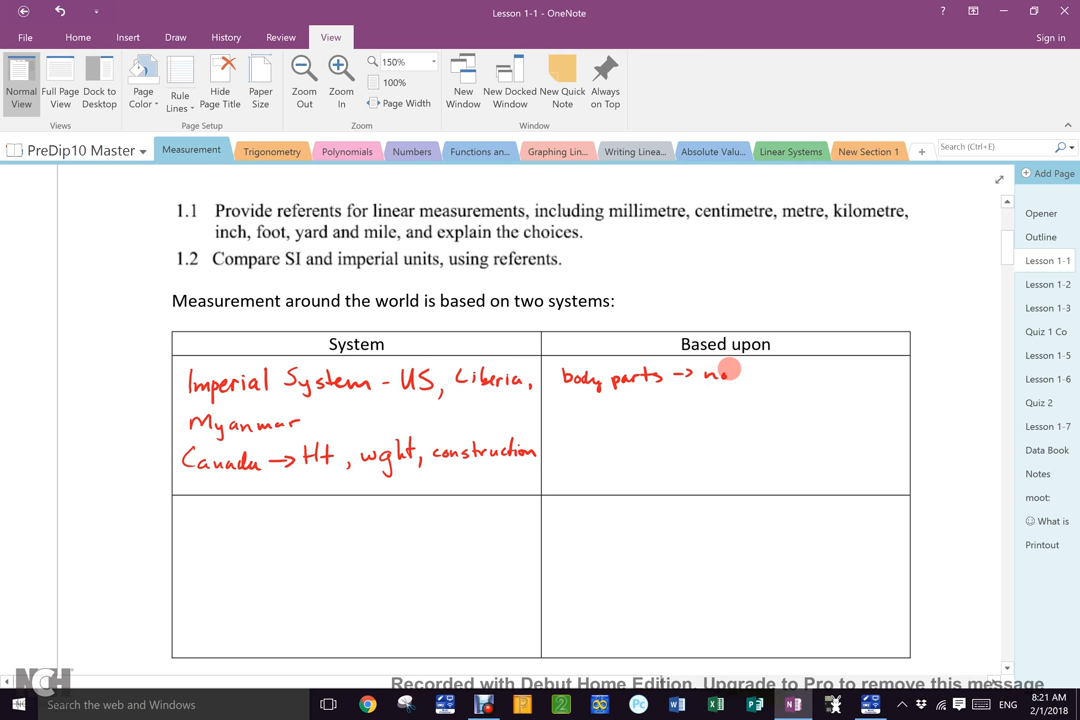 Lesson 1-1 - OneNote
?
Sign in
File Home Insert Draw History Review View
Normal View
Full Page View
Dock to Desktop
Page Color
Rule Lines
Hide Page Title
Paper Size
Zoom Out
Zoom In
150%
100%
Page Width
New Window
New Docked Window
New Quick Note
Always on Top
Views Page Setup Zoom Window
PreDip10 Master Measurement Trigonometry Polynomials Numbers Functions an... Graphing Lin... Writing Linea... Absolute Valu... Linear Systems New Section 1 + Search (Ctrl+E)
Add Page
Opener
Outline
Lesson 1-1
Lesson 1-2
Lesson 1-3
Quiz 1 Co
Lesson 1-5
Lesson 1-6
Quiz 2
Lesson 1-7
Data Book
Notes
moot:
☺ What is
Printout
1.1 Provide referents for linear measurements, including millimetre, centimetre, metre, kilometre,
inch, foot, yard and mile, and explain the choices.
1.2 Compare SI and imperial units, using referents.
Measurement around the world is based on two systems:
System Based upon
Imperial System - US, Liberia,
Myanmar
Canada → Ht, wght, construction
body parts → no
NCH
Recorded with Debut Home Edition. Upgrade to Pro to remove this message
Search the web and Windows
ENG
8:21 AM
2/1/2018